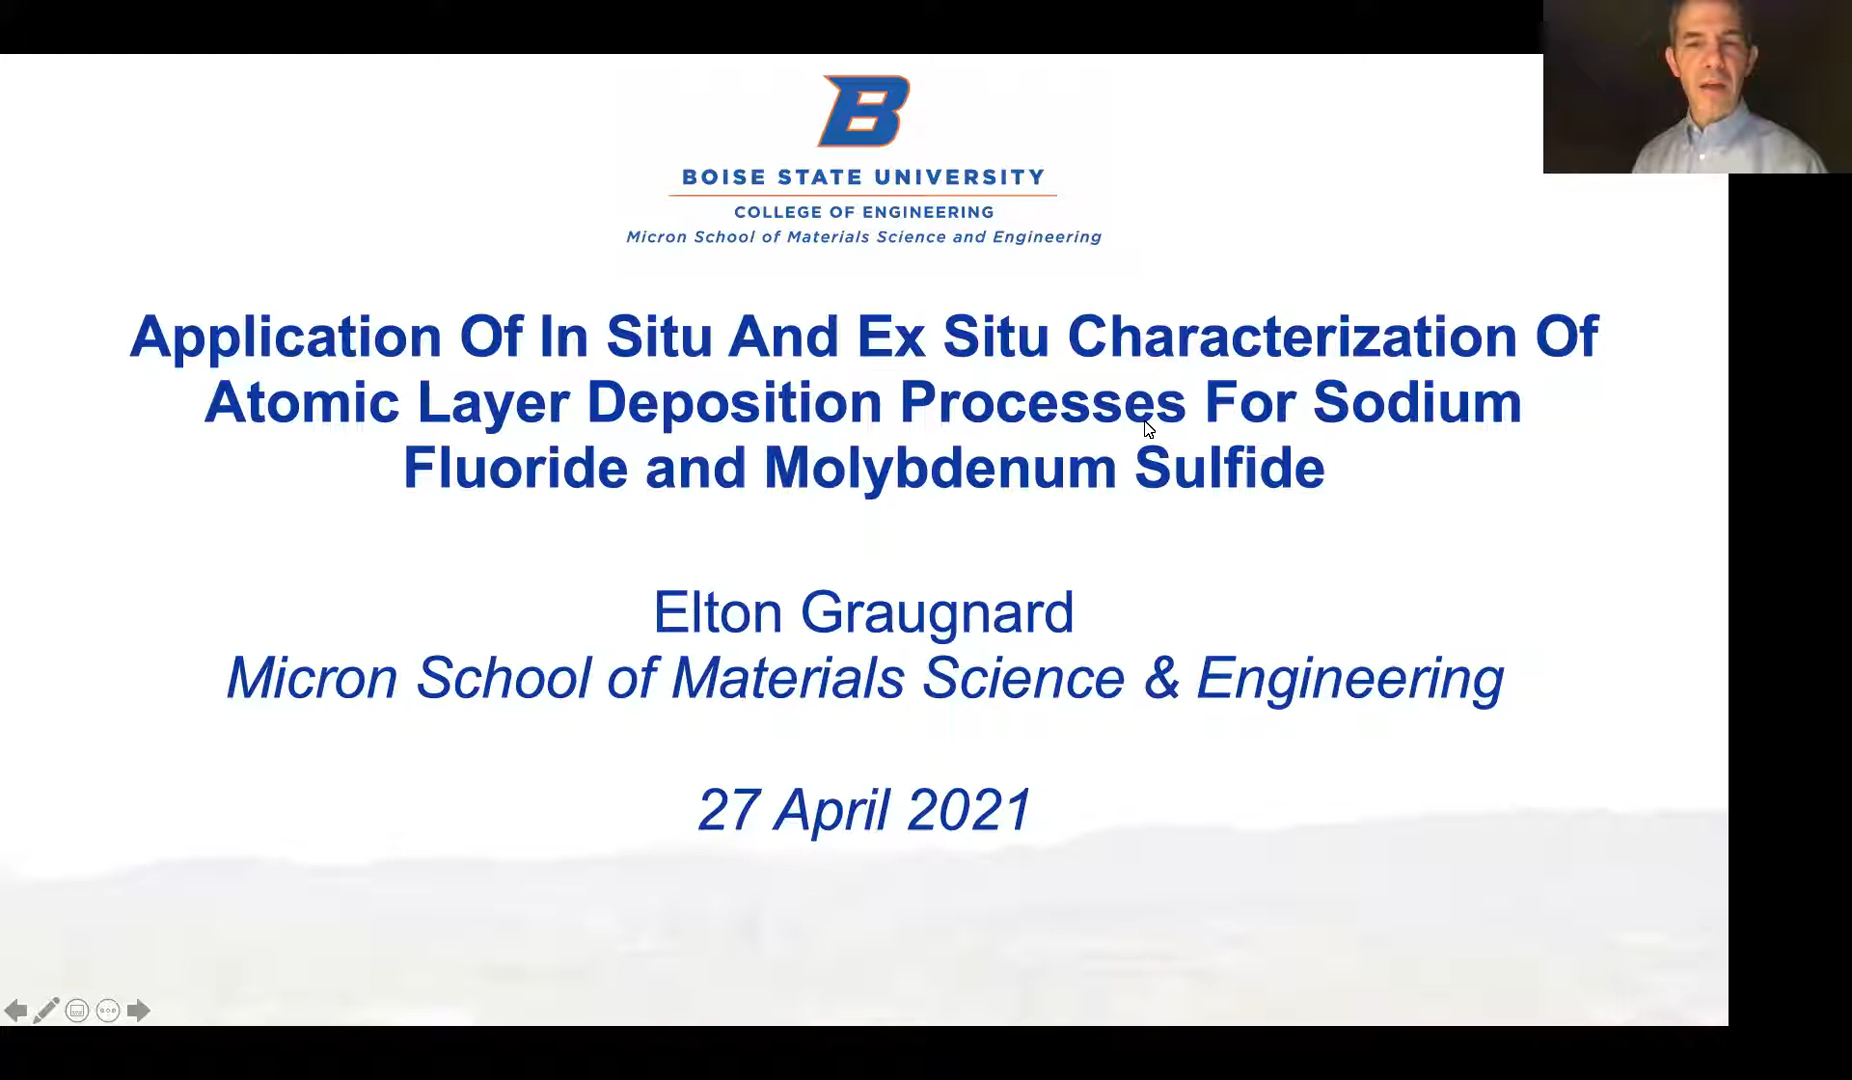 B
BOISE STATE UNIVERSITY
COLLEGE OF ENGINEERING
Micron School of Materials Science and Engineering
Application Of In Situ And Ex Situ Characterization Of
Atomic Layer Deposition Processes For Sodium
Fluoride and Molybdenum Sulfide
Elton Graugnard
Micron School of Materials Science & Engineering
27 April 2021